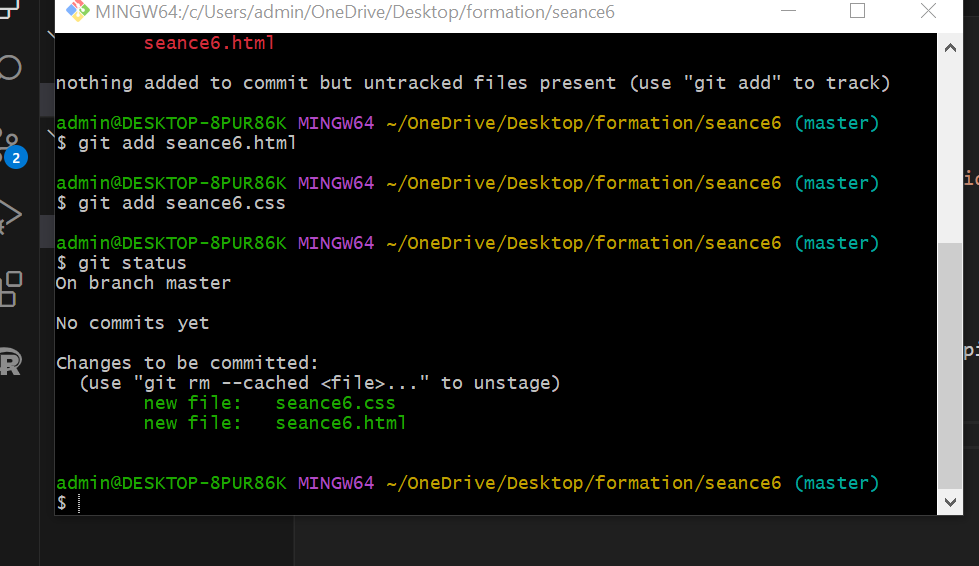 MINGW64:/c/Users/admin/OneDrive/Desktop/formation/seance6
seance6.html
nothing added to commit but untracked files present (use "git add" to track)
admin@DESKTOP-8PUR86K MINGW64 ~/OneDrive/Desktop/formation/seance6 (master)
$ git add seance6.html
admin@DESKTOP-8PUR86K MINGW64 ~/OneDrive/Desktop/formation/seance6 (master)
$ git add seance6.css
admin@DESKTOP-8PUR86K MINGW64 ~/OneDrive/Desktop/formation/seance6 (master)
$ git status
On branch master
No commits yet
Changes to be committed:
(use "git rm --cached <file>..." to unstage)
new file: seance6.css
new file: seance6.html
admin@DESKTOP-8PUR86K MINGW64 ~/OneDrive/Desktop/formation/seance6 (master)
$
2
R